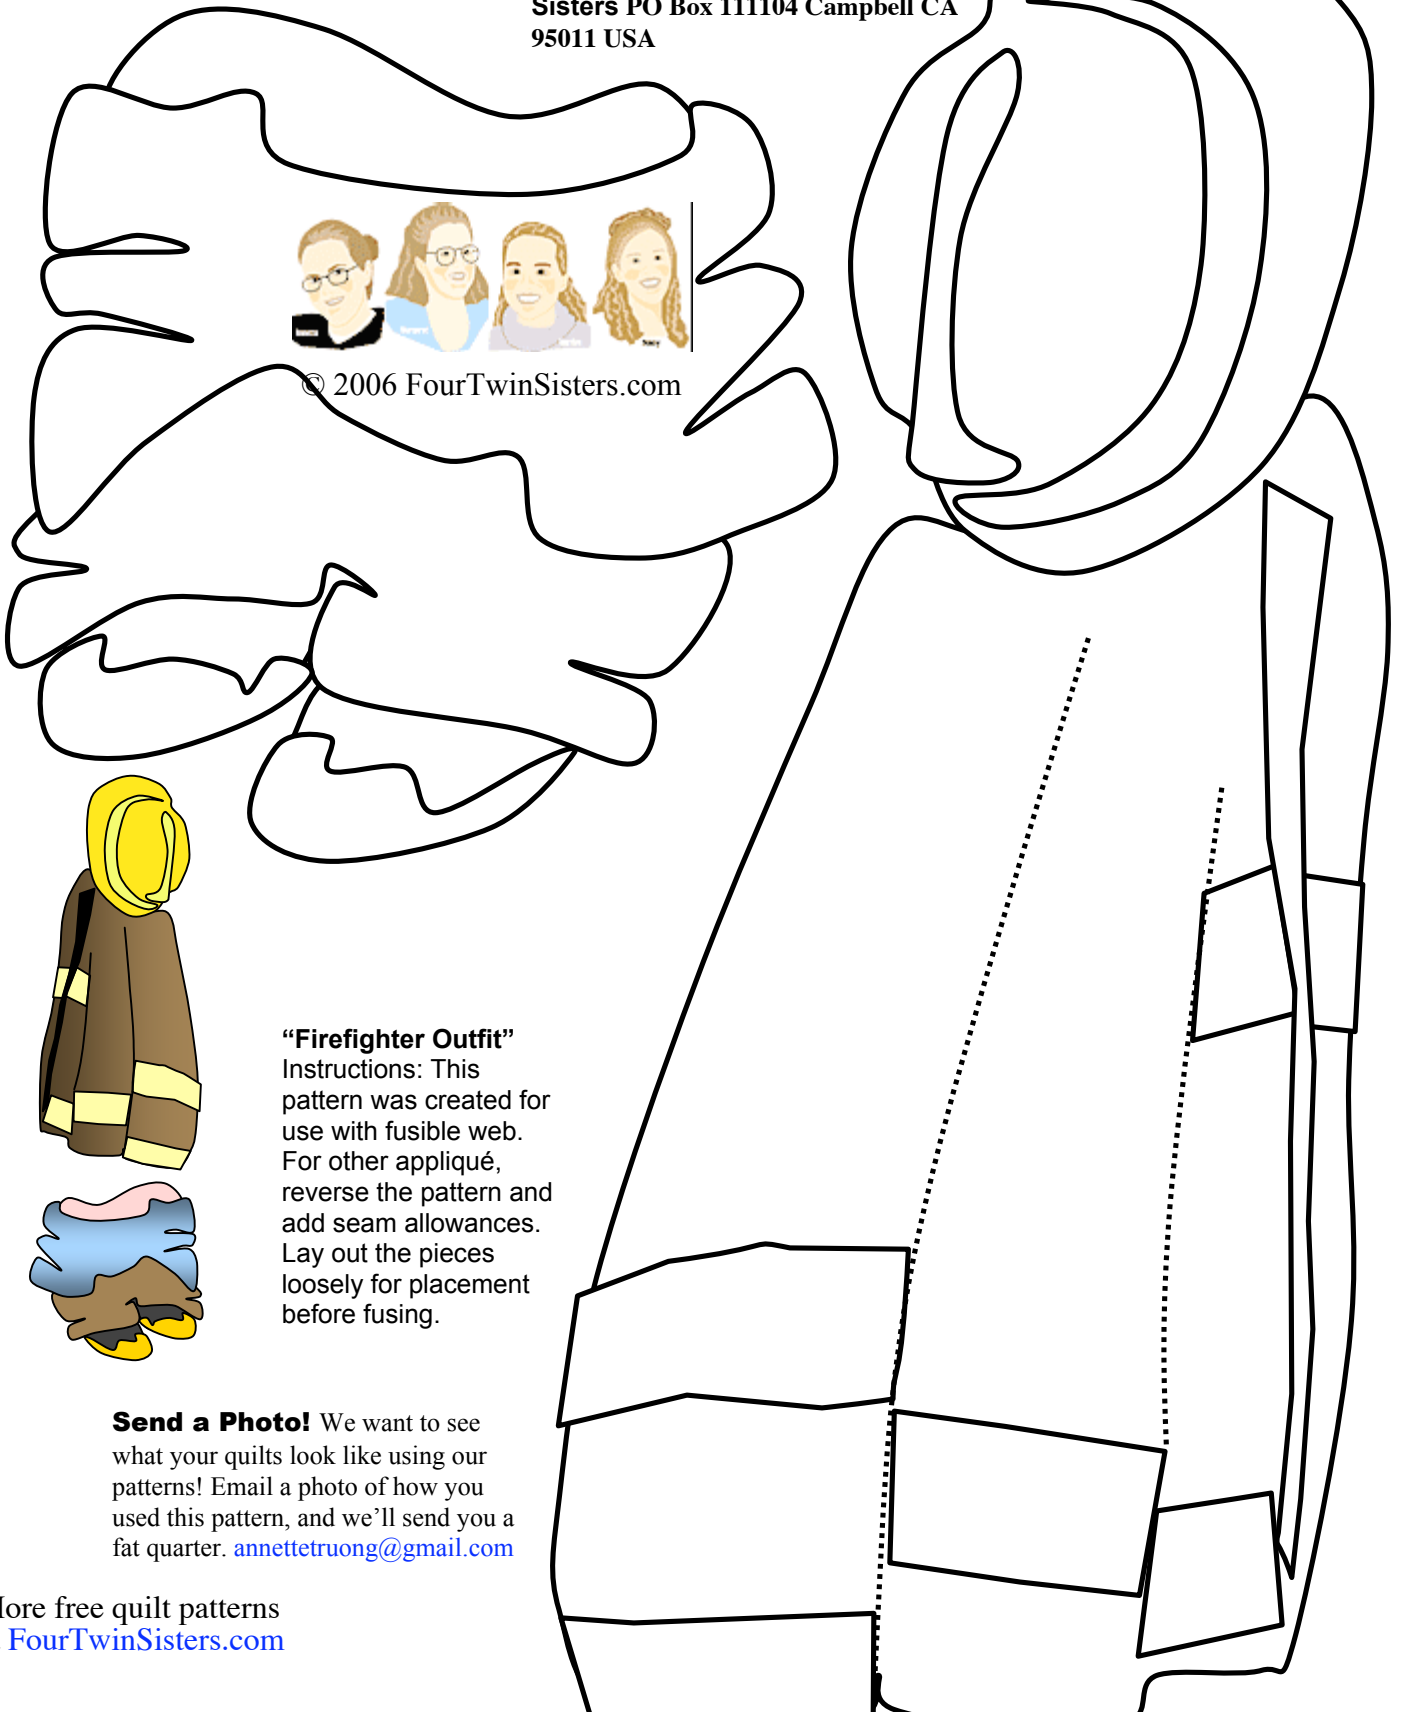 Sisters PO Box 111104 Campbell CA
95011 USA
© 2006 FourTwinSisters.com
“Firefighter Outfit”
Instructions: This
pattern was created for
use with fusible web.
For other appliqué,
reverse the pattern and
add seam allowances.
Lay out the pieces
loosely for placement
before fusing.
Send a Photo! We want to see
what your quilts look like using our
patterns! Email a photo of how you
used this pattern, and we’ll send you a
fat quarter. annettetruong@gmail.com
free quilt patterns
FourTwinSisters.com